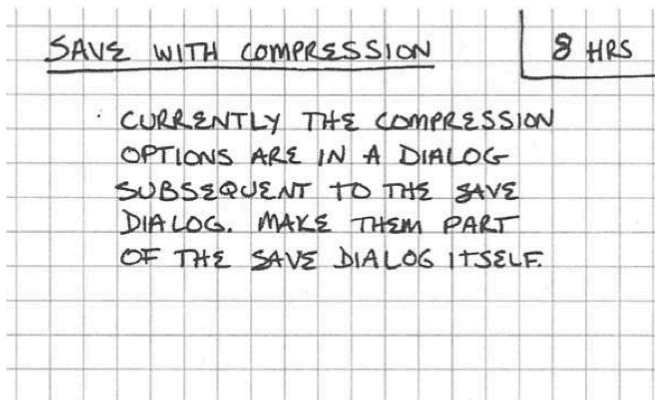 SAVE WITH COMPRESSION
8 HRS
CURRENTLY THE COMPRESSION
OPTIONS ARE IN A DIALOG
SUBSEQUENT TO THE SAVE
DIALOG. MAKE THEM PART
OF THE SAVE DIALOG ITSELF.